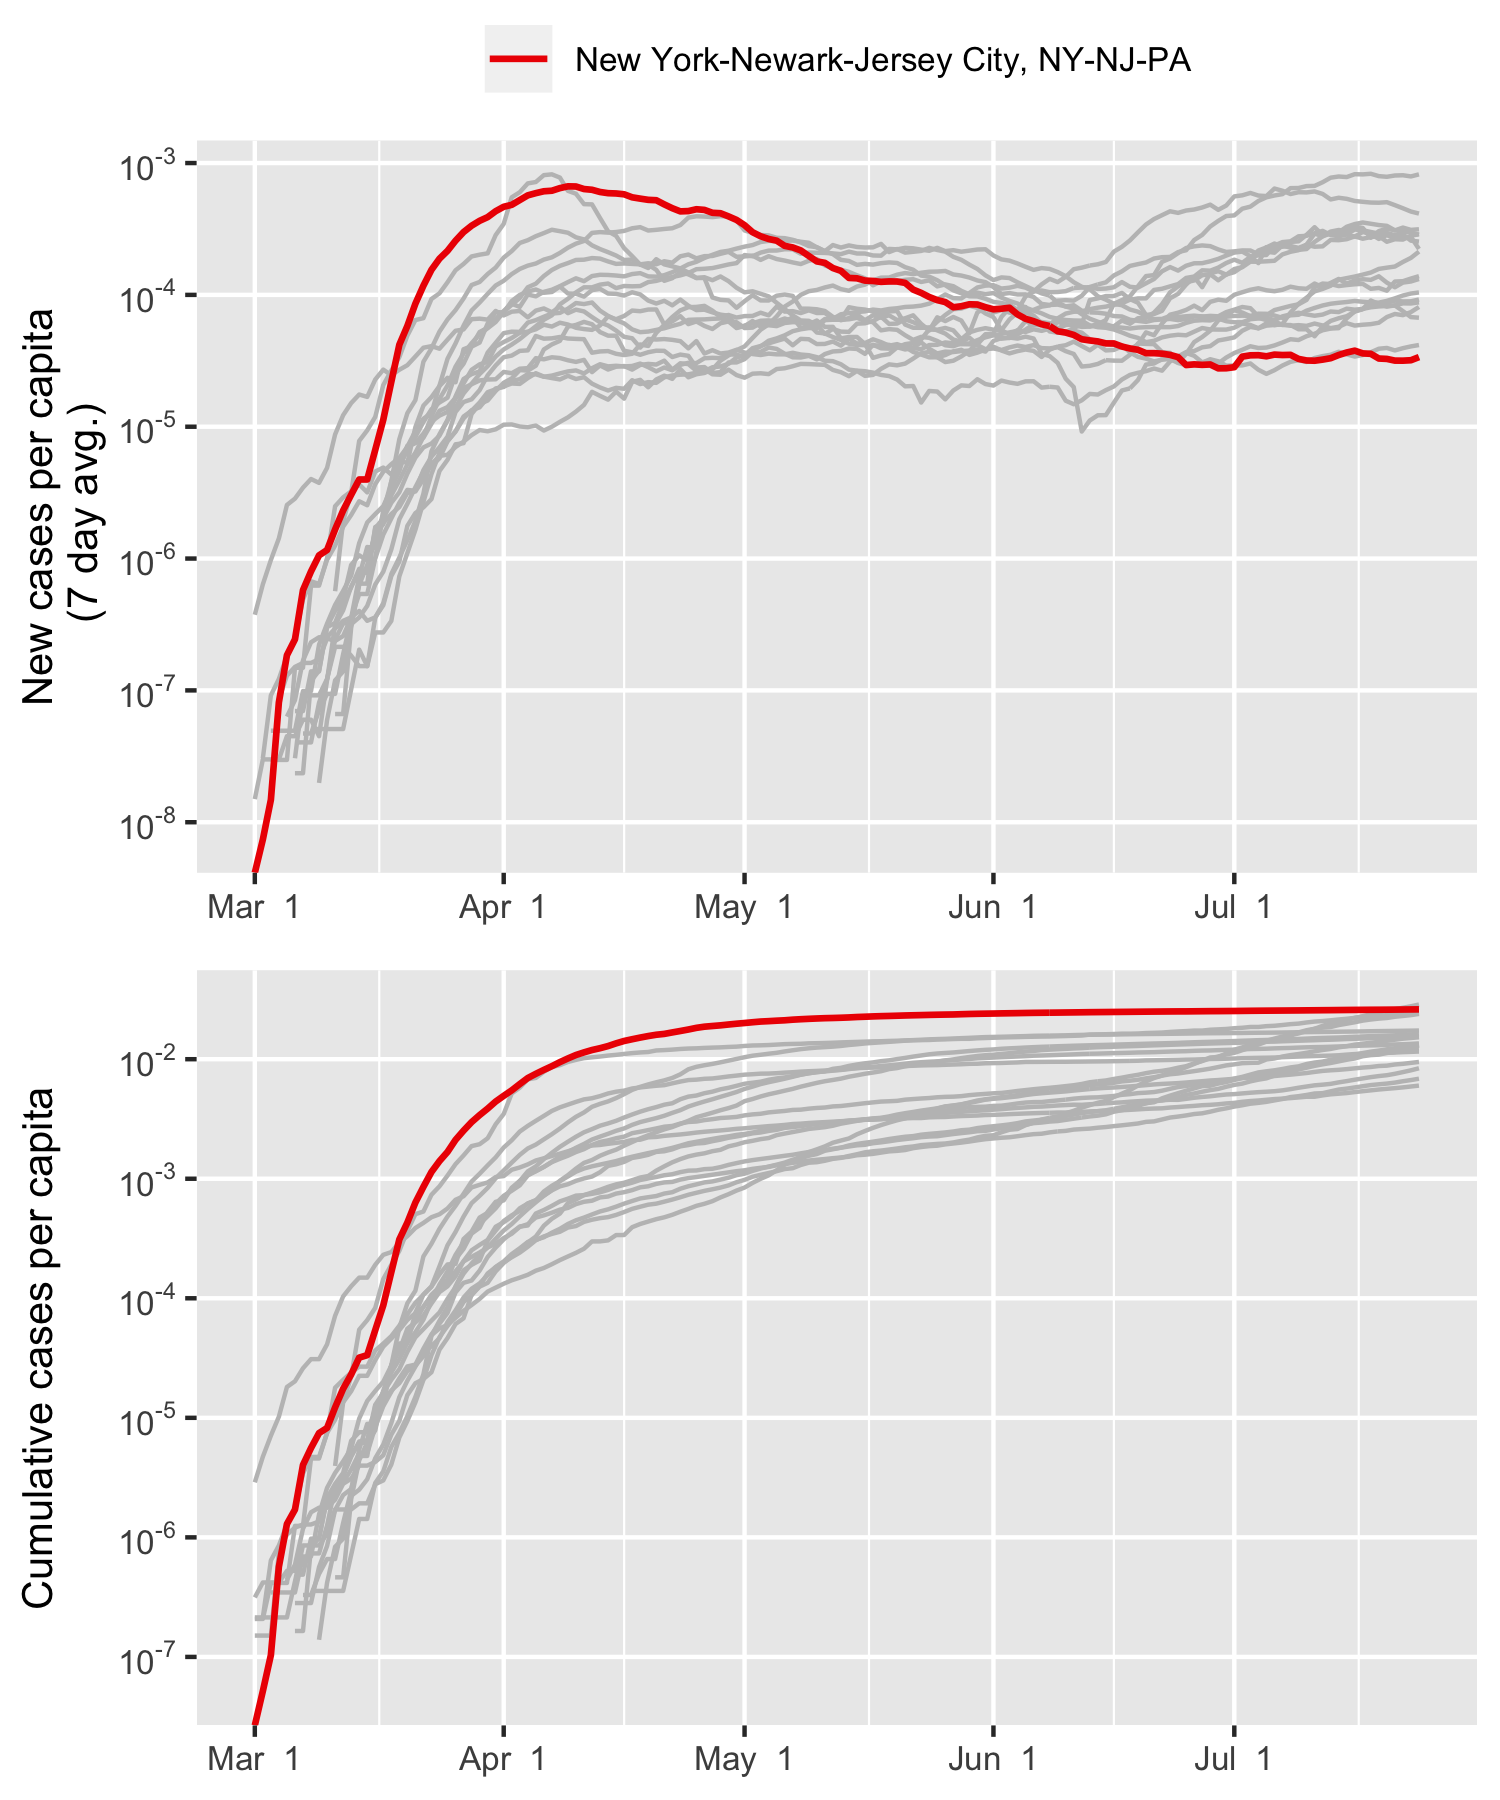 New York-Newark-Jersey City, NY-NJ-PA
New cases per capita
(7 day avg.)
10^-3
10^-4
10^-5
10^-6
10^-7
10^-8
Mar 1 Apr 1 May 1 Jun 1 Jul 1
Cumulative cases per capita
10^-2
10^-3
10^-4
10^-5
10^-6
10^-7
Mar 1 Apr 1 May 1 Jun 1 Jul 1